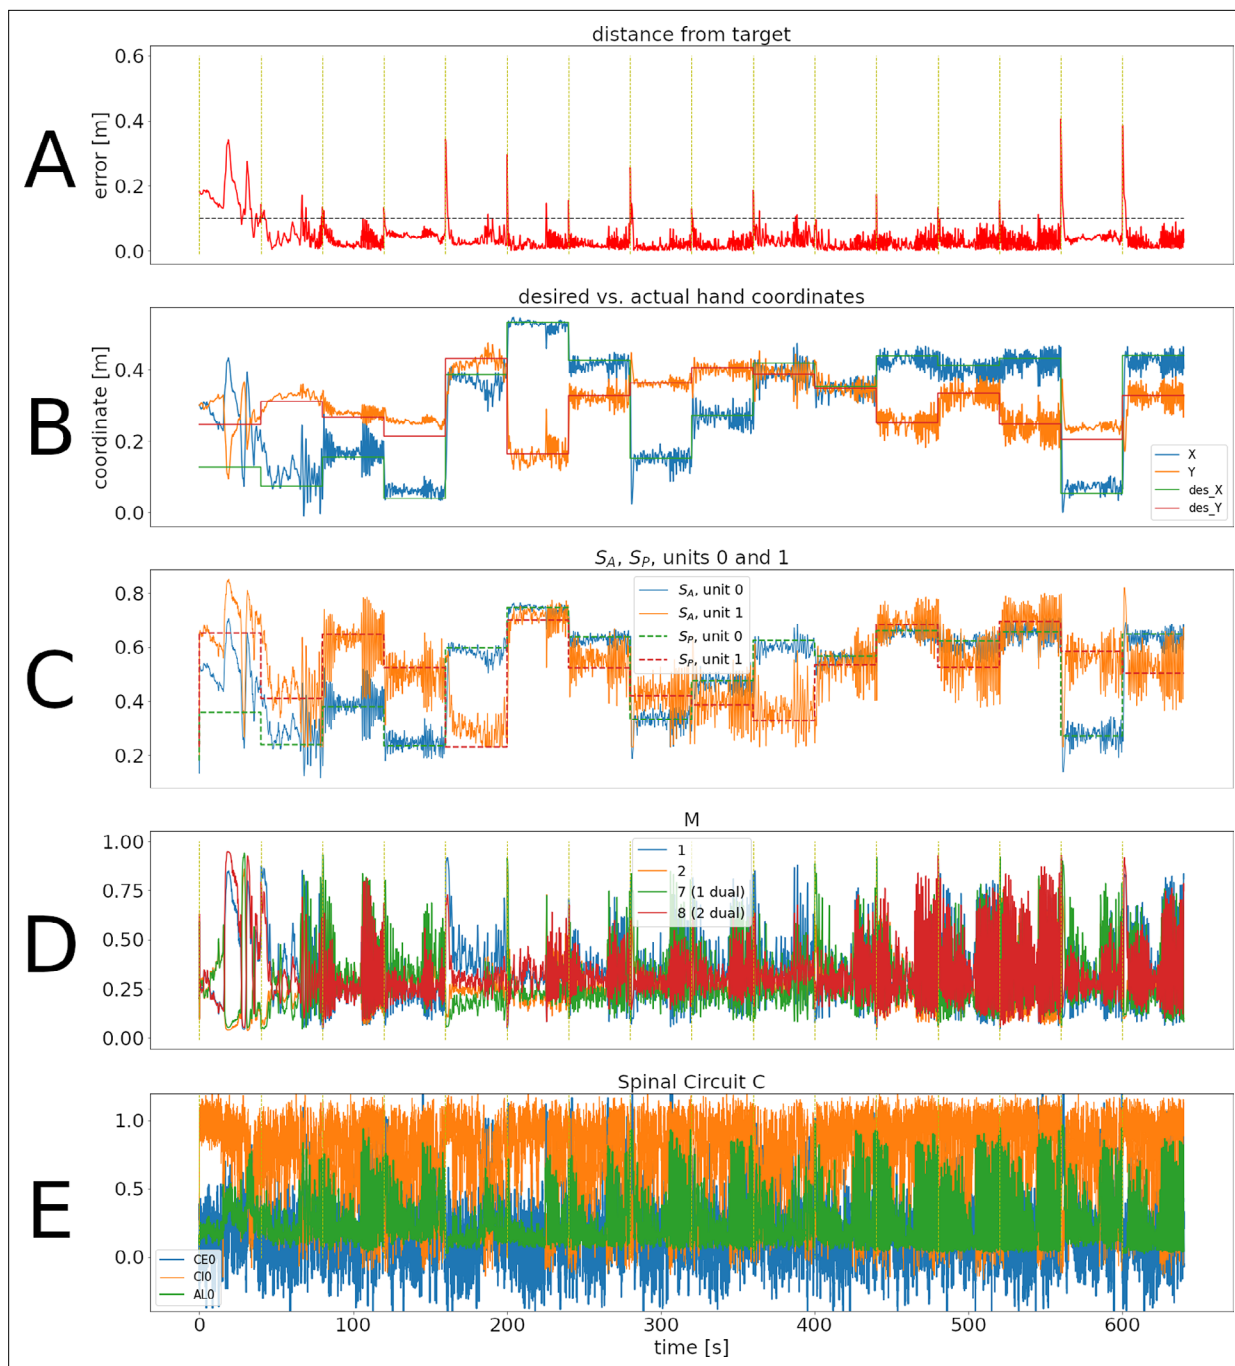 distance from target
A
error [m]
0.6
0.4
0.2
0.0
desired vs. actual hand coordinates
B
coordinate [m]
0.4
0.2
0.0
X
Y
des_X
des_Y
S_A, S_P, units 0 and 1
C
0.8
0.6
0.4
0.2
S_A, unit 0
S_A, unit 1
S_P, unit 0
S_P, unit 1
M
D
1.00
0.75
0.50
0.25
0.00
1
2
7 (1 dual)
8 (2 dual)
Spinal Circuit C
E
1.0
0.5
0.0
CE0
CI0
AL0
0 100 200 300 400 500 600
time [s]